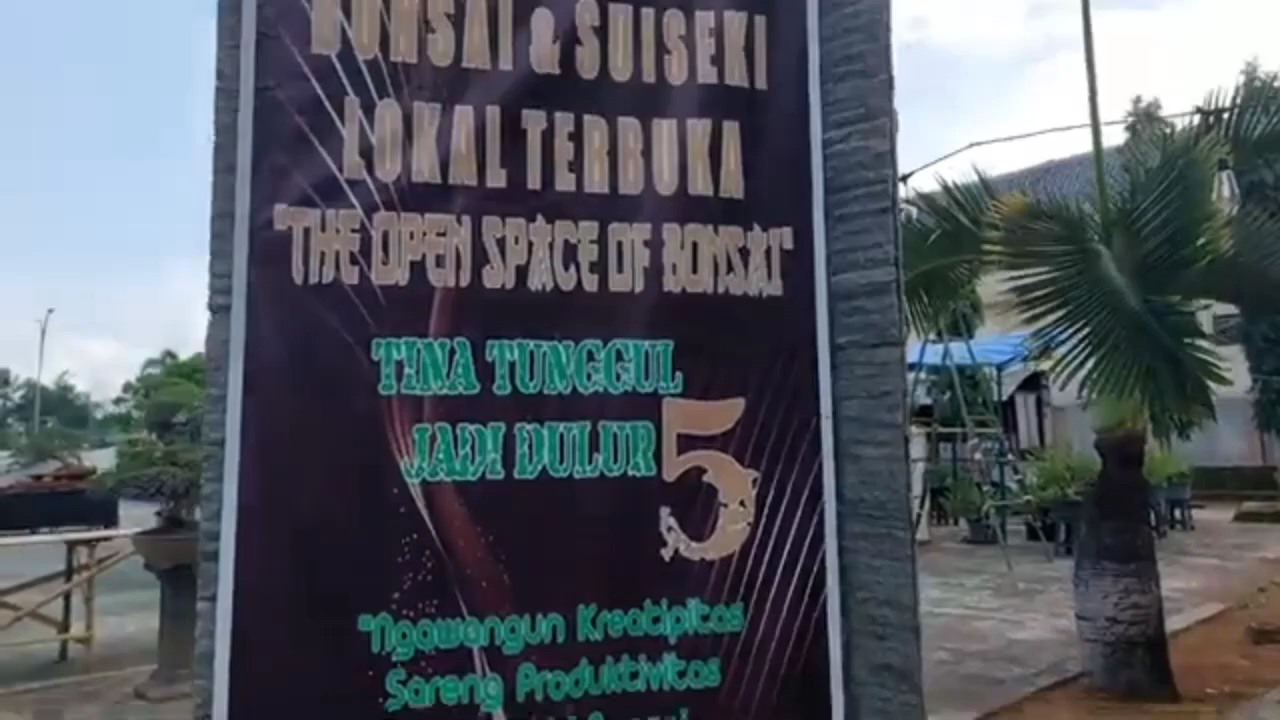 BONSAI & SUISEKI
LOKAL TERBUKA
"THE OPEN SPACE OF BONSAI"
TINA TUNGGUL
JADI DULUR 5
"Ngawangun Kreatipitas
Sareng Produktivitas